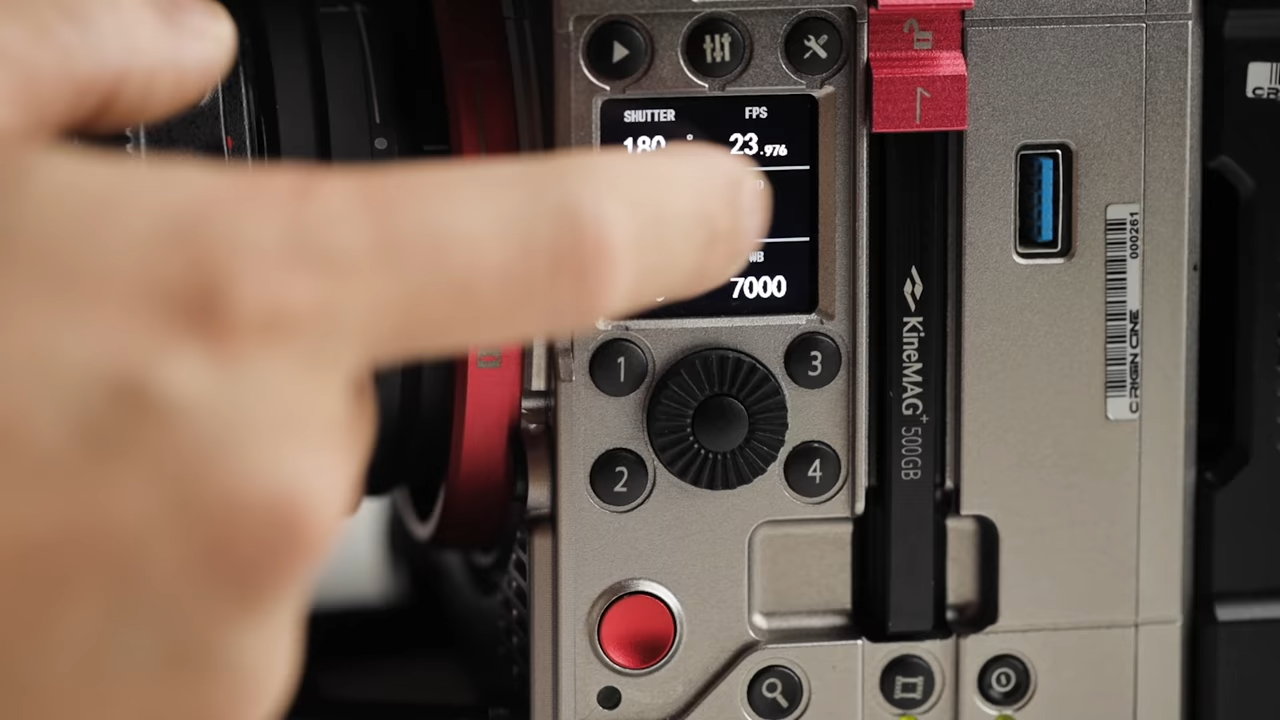 SHUTTER FPS
180° 23.976
WB
7000
1 3
2 4
KineMAG+ 500GB
000261